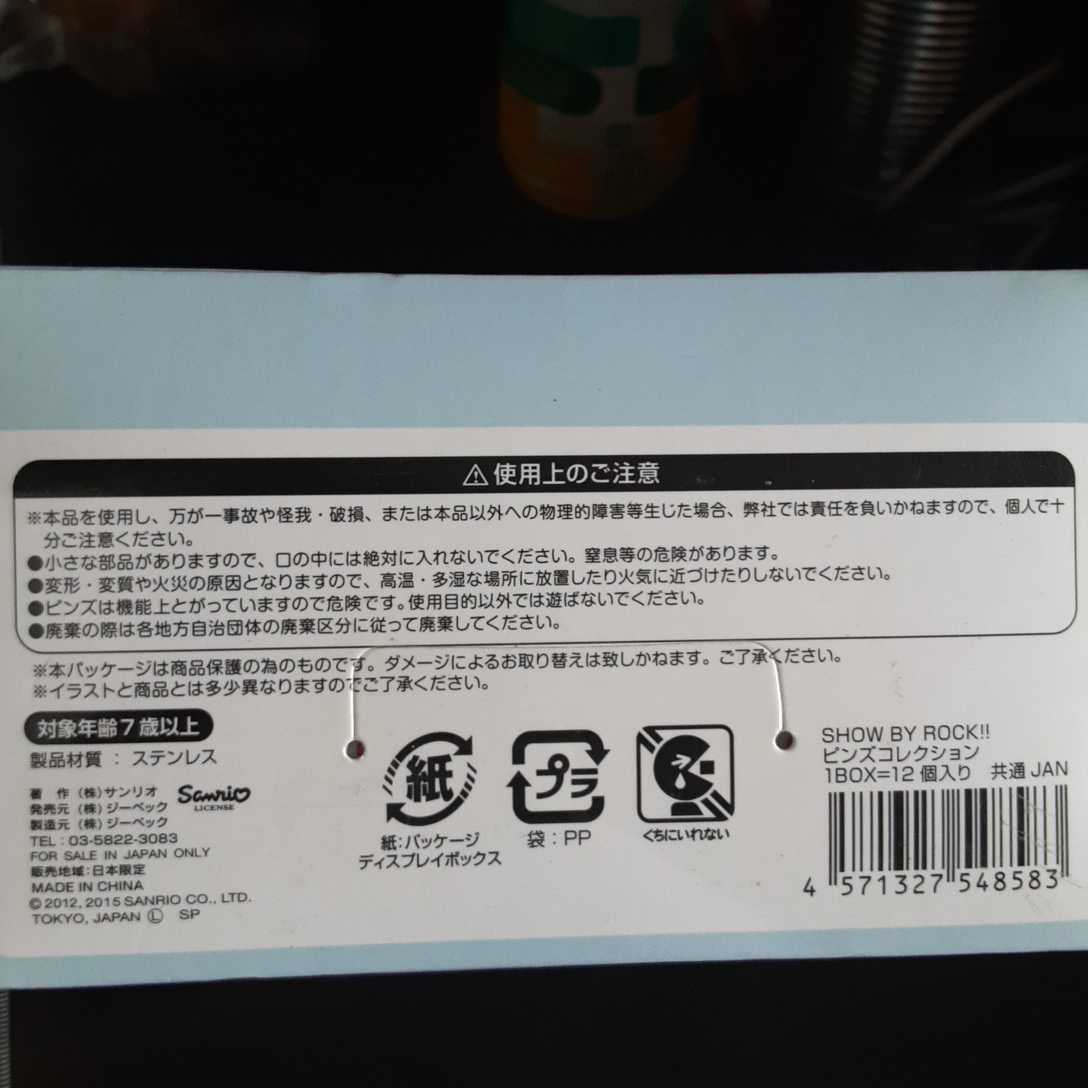 ⚠使用上のご注意
※本品を使用し、万が一事故や怪我・破損、または本品以外への物理的障害等生じた場合、弊社では責任を負いかねますので、個人で十
分ご注意ください。
●小さな部品がありますので、口の中には絶対に入れないでください。窒息等の危険があります。
●変形・変質や火災の原因となりますので、高温・多湿な場所に放置したり火気に近づけたりしないでください。
●ピンズは機能上とがっていますので危険です。使用目的以外では遊ばないでください。
●廃棄の際は各地方自治団体の廃棄区分に従って廃棄してください。
※本パッケージは商品保護の為のものです。ダメージによるお取り替えは致しかねます。ご了承ください。
※イラストと商品とは多少異なりますのでご了承ください。
対象年齢7歳以上
製品材質：ステンレス
著　作（株）サンリオ
発売元（株）ジーベック
製造元（株）ジーベック
TEL：03-5822-3083
FOR SALE IN JAPAN ONLY
販売地域：日本限定
MADE IN CHINA
© 2012, 2015 SANRIO CO., LTD.
TOKYO, JAPAN Ⓛ SP
Sanrio
LICENSE
紙
紙：パッケージ
ディスプレイボックス
プラ
袋：PP
くちにいれない
SHOW BY ROCK!!
ピンズコレクション
1BOX=12個入り　共通JAN
4 571327 548583